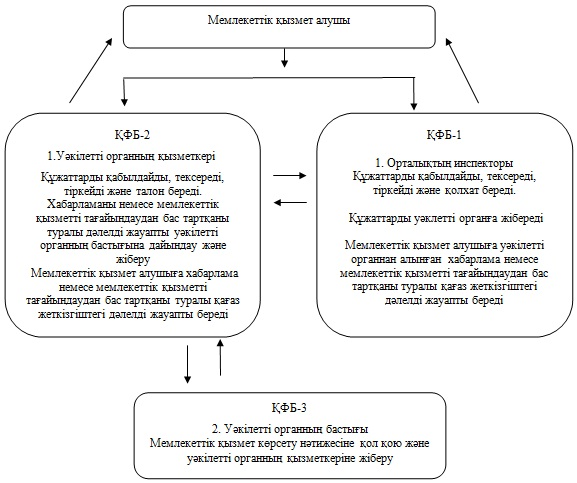 Мемлекеттік қызмет алушы
ҚФБ-2
1.Уәкілетті органның қызметкері
Құжаттарды қабылдайды, тексереді,
тіркейді және талон береді.
Хабарламаны немесе мемлекеттік
қызметті тағайындаудан бас тартқаны
туралы дәлелді жауапты уәкілетті
органның бастығына дайындау және
жіберу
Мемлекеттік қызмет алушыға хабарлама
немесе мемлекеттік қызметті
тағайындаудан бас тартқаны туралы қағаз
жеткізгіштегі дәлелді жауапты береді
ҚФБ-1
1. Орталықтың инспекторы
Құжаттарды қабылдайды, тексереді,
тіркейді және қолхат береді.
Құжаттарды уәклетті органға жібереді
Мемлекеттік қызмет алушыға уәкілетті
органнан алынған хабарлама немесе
мемлекеттік қызметті тағайындаудан бас
тартқаны туралы қағаз жеткізгіштегі
дәлелді жауапты береді
ҚФБ-3
2. Уәкілетті органның бастығы
Мемлекеттік қызмет көрсету нәтижесіне қол қою және
уәкілетті органның қызметкеріне жіберу